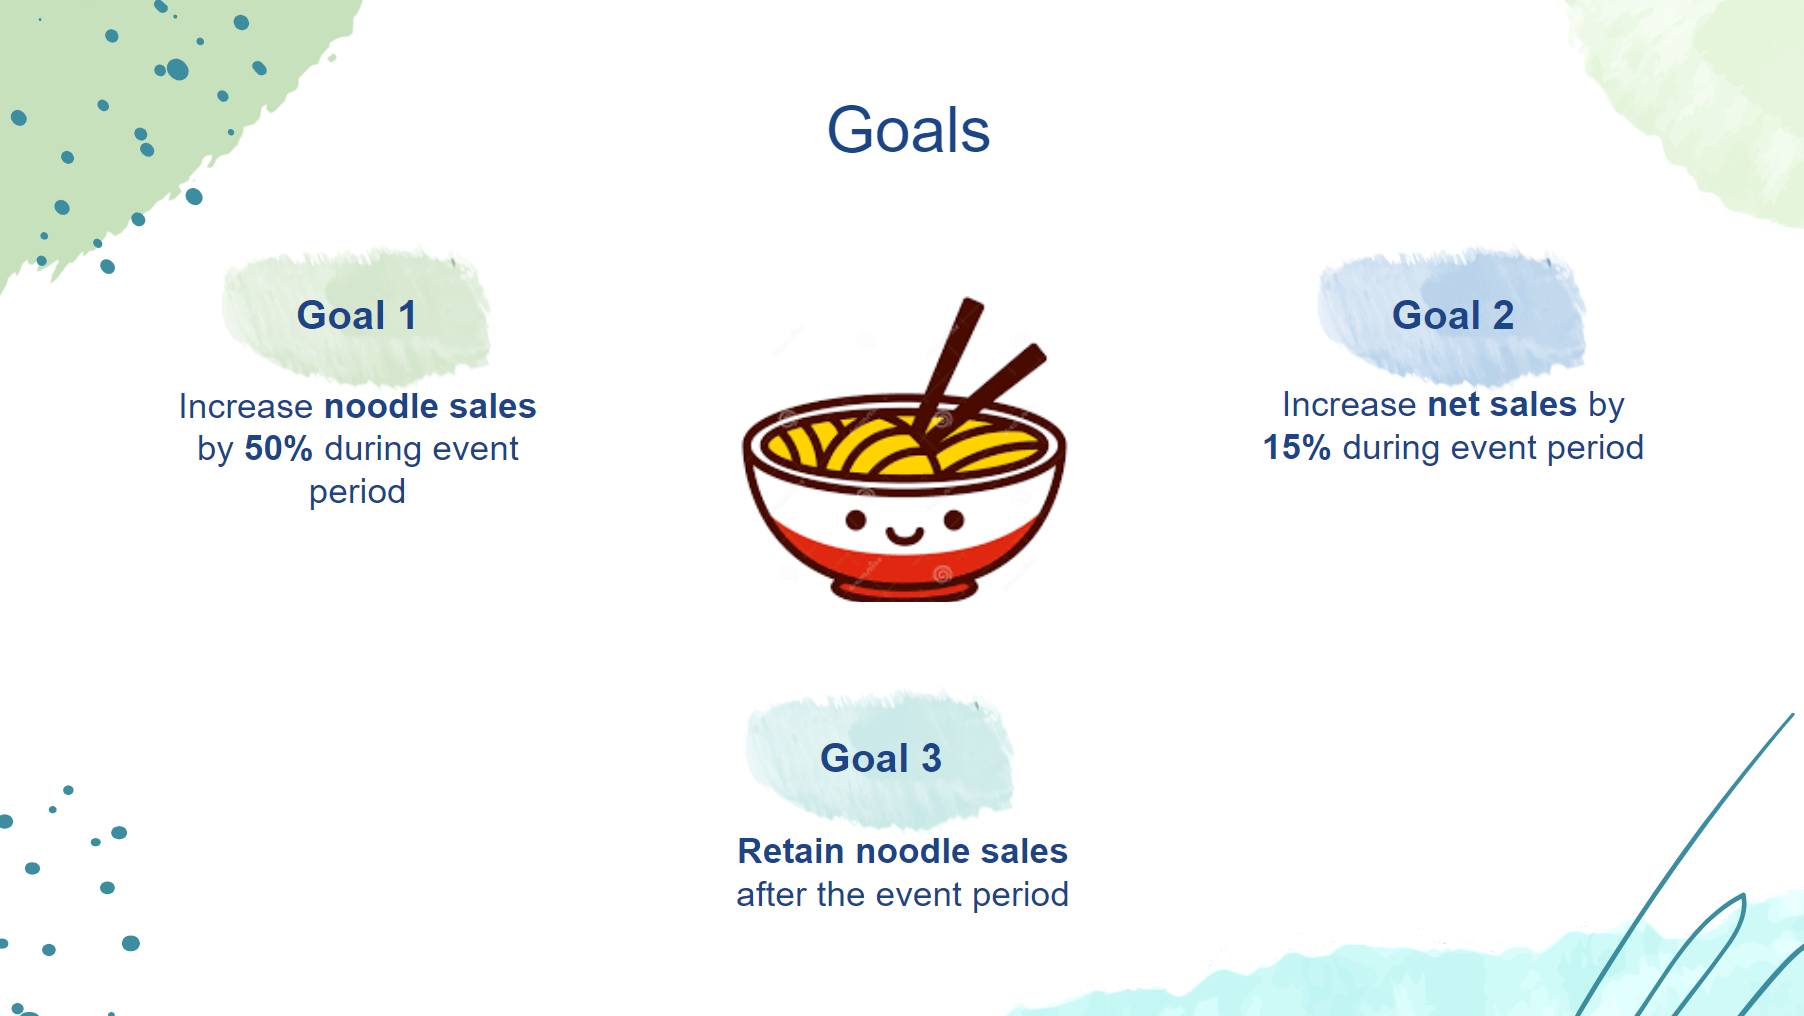 Goals
Goal 1
Increase noodle sales
by 50% during event
period
Goal 2
Increase net sales by
15% during event period
Goal 3
Retain noodle sales
after the event period